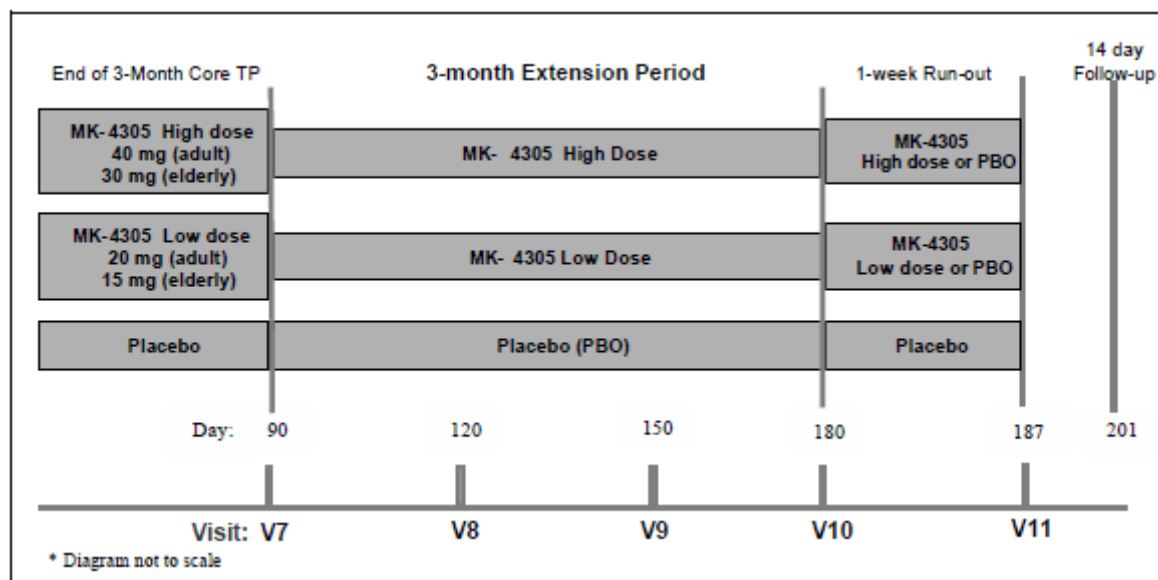 14 day
End of 3-Month Core TP 3-month Extension Period 1-week Run-out Follow-up
MK-4305 High dose
40 mg (adult)
30 mg (elderly)
MK- 4305 High Dose
MK-4305
High dose or PBO
MK-4305 Low dose
20 mg (adult)
15 mg (elderly)
MK- 4305 Low Dose
MK-4305
Low dose or PBO
Placebo Placebo (PBO) Placebo
Day: 90 120 150 180 187 201
Visit: V7 V8 V9 V10 V11
* Diagram not to scale